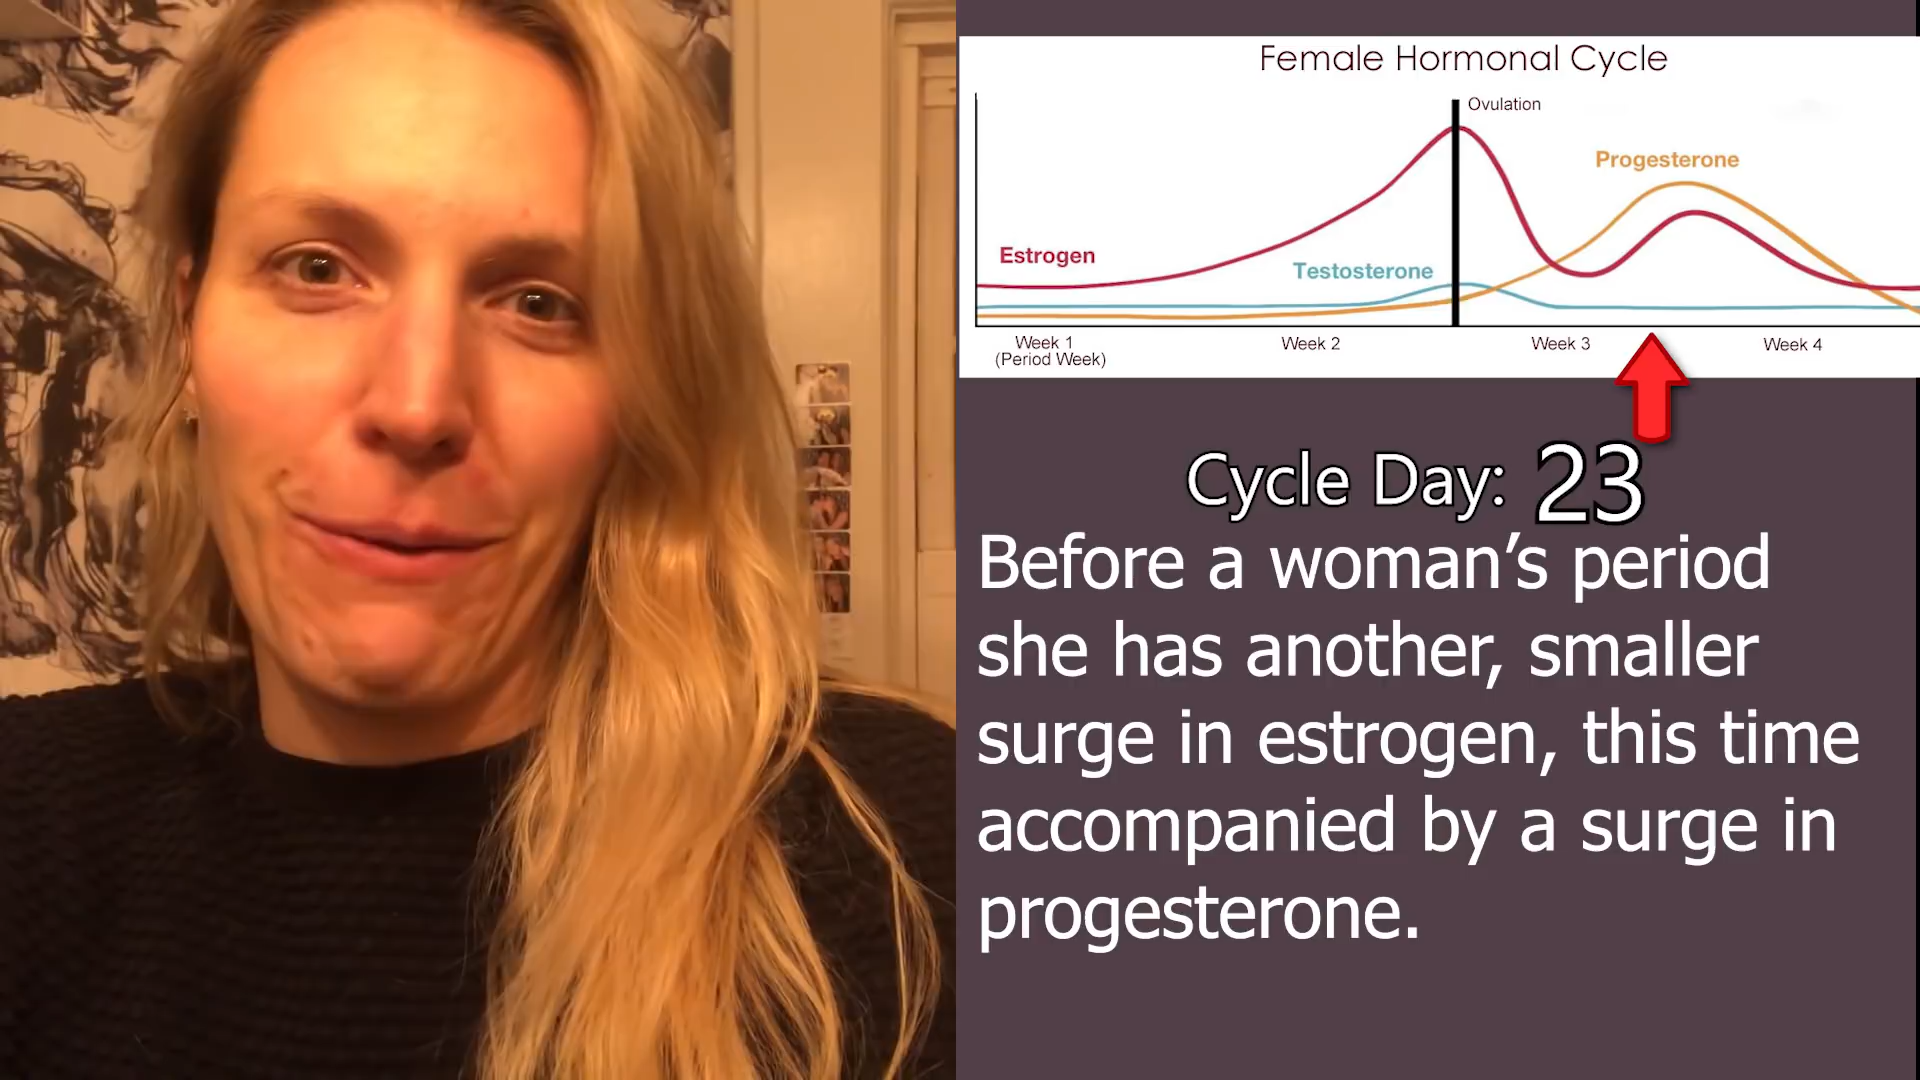 Female Hormonal Cycle
Ovulation
Progesterone
Estrogen
Testosterone
Week 1
(Period Week)
Week 2
Week 3
Week 4
Cycle Day: 23
Before a woman’s period
she has another, smaller
surge in estrogen, this time
accompanied by a surge in
progesterone.